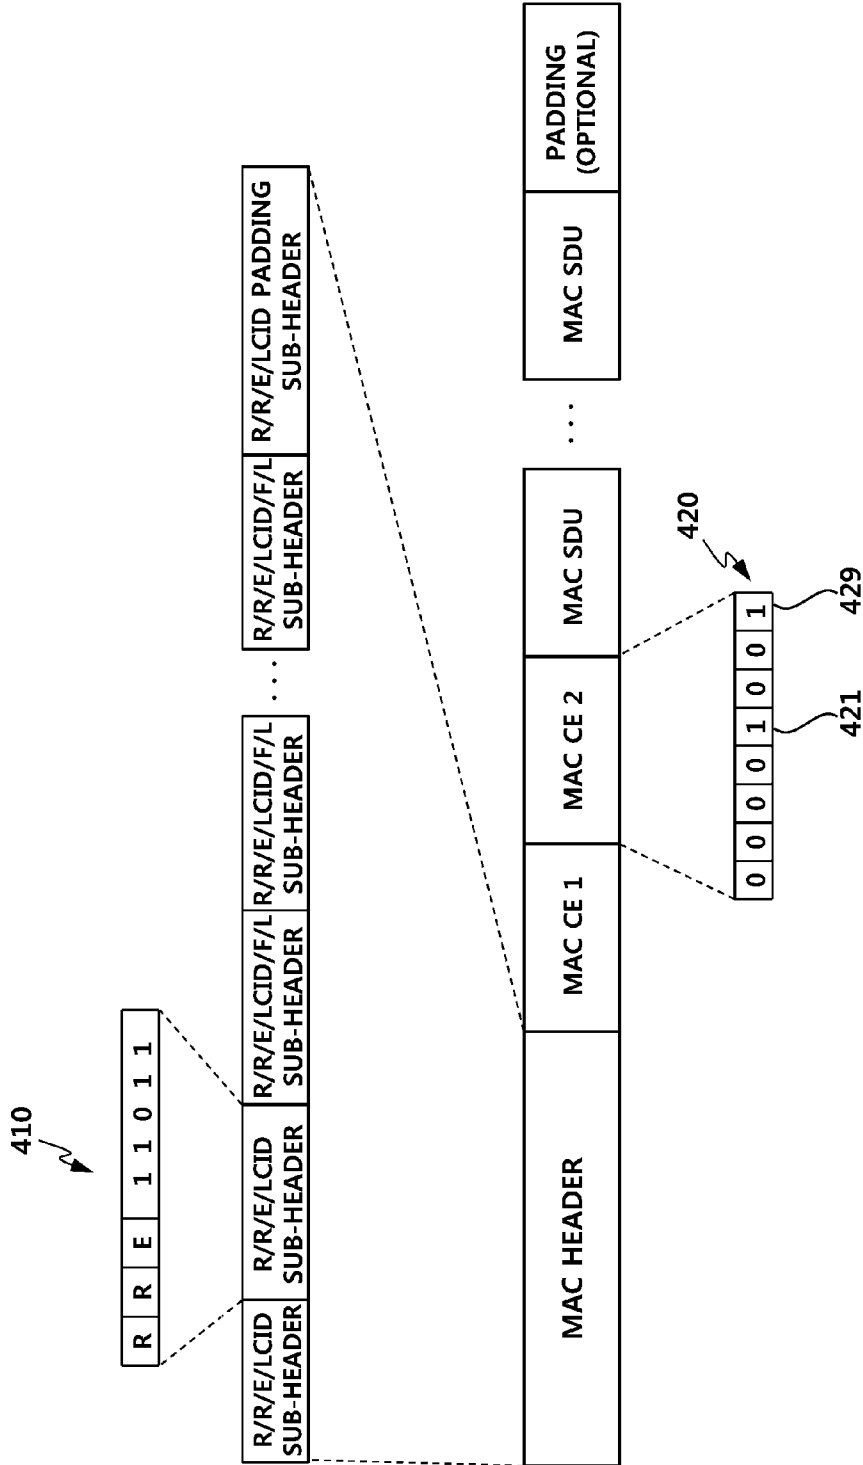 410
R R E 1 1 0 1 1
R/R/E/LCID
SUB-HEADER
R/R/E/LCID
SUB-HEADER
R/R/E/LCID/F/L
SUB-HEADER
R/R/E/LCID/F/L
SUB-HEADER
. . .
R/R/E/LCID/F/L
SUB-HEADER
R/R/E/LCID PADDING
SUB-HEADER
MAC HEADER
MAC CE 1
MAC CE 2
MAC SDU
. . .
MAC SDU
PADDING
(OPTIONAL)
420
0 0 0 0 1 0 0 1
421
429